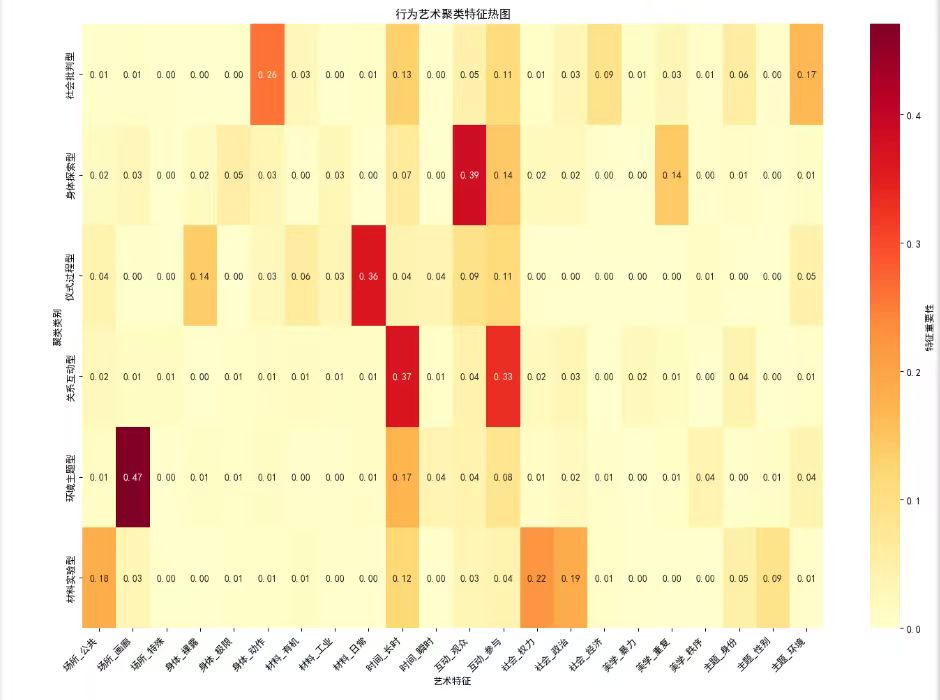 行为艺术聚类特征热图
社会批判型
0.01 0.01 0.00 0.00 0.00 0.26 0.03 0.00 0.01 0.13 0.00 0.05 0.11 0.01 0.03 0.09 0.01 0.03 0.01 0.06 0.00 0.17
身体探索型
0.02 0.03 0.00 0.02 0.05 0.03 0.00 0.03 0.00 0.07 0.00 0.39 0.14 0.02 0.02 0.00 0.00 0.14 0.00 0.01 0.00 0.01
仪式过程型
0.04 0.00 0.00 0.14 0.00 0.03 0.06 0.03 0.36 0.04 0.04 0.09 0.11 0.00 0.00 0.00 0.00 0.00 0.01 0.00 0.00 0.05
关系互动型
0.02 0.01 0.01 0.00 0.01 0.01 0.01 0.01 0.01 0.37 0.01 0.04 0.33 0.02 0.03 0.00 0.02 0.01 0.00 0.04 0.00 0.01
环境主题型
0.01 0.47 0.00 0.01 0.01 0.00 0.00 0.00 0.00 0.17 0.04 0.04 0.08 0.01 0.02 0.01 0.00 0.01 0.04 0.00 0.01 0.04
材料实验型
0.18 0.03 0.00 0.00 0.01 0.01 0.01 0.00 0.00 0.12 0.00 0.03 0.04 0.22 0.19 0.01 0.00 0.00 0.00 0.05 0.09 0.01
聚类类别
场所_公共
场所_画廊
场所_特殊
身体_裸露
身体_极限
身体_动作
材料_有机
材料_工业
材料_日常
时间_长时
时间_瞬时
互动_观众
互动_参与
社会_权力
社会_政治
社会_经济
美学_暴力
美学_重复
美学_秩序
主题_身份
主题_性别
主题_环境
艺术特征
0.4
0.3
0.2
0.1
0.0
特征重要性